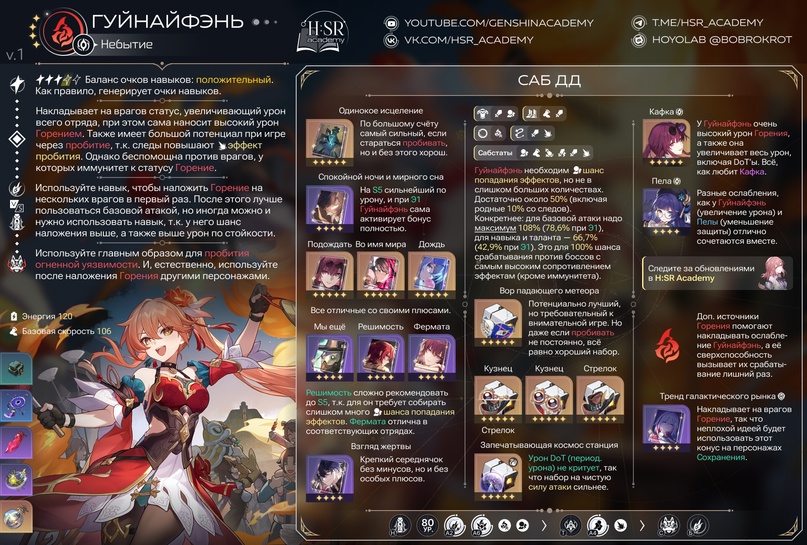 ГУЙНАЙФЭНЬ
Небытие
v.1
H:SR
academy
YOUTUBE.COM/GENSHINACADEMY
VK.COM/HSR_ACADEMY
T.ME/HSR_ACADEMY
HOYOLAB @BOBROKROT
Баланс очков навыков: положительный.
Как правило, генерирует очки навыков.
Накладывает на врагов статус, увеличивающий урон
всего отряда, при этом сама наносит высокий урон
Горением. Также имеет большой потенциал при игре
через пробитие, т.к. следы повышают эффект
пробития. Однако беспомощна против врагов, у
которых иммунитет к статусу Горение.
Используйте навык, чтобы наложить Горение на
нескольких врагов в первый раз. После этого лучше
пользоваться базовой атакой, но иногда можно и
нужно использовать навык, т.к. у него шанс
наложения выше, а также выше урон по стойкости.
Используйте главным образом для пробития
огненной уязвимости. И, естественно, используйте
после наложения Горения другими персонажами.
Энергия 120
Базовая скорость 106
САБ ДД
Одинокое исцеление
По большому счёту
самый сильный, если
стараться пробивать,
но и без этого хорош.
Спокойной ночи и мирного сна
На S5 сильнейший по
урону, и при Э1
Гуйнайфэнь сама
активирует бонус
полностью.
Подождать
Во имя мира
Дождь
Все отличные со своими плюсами.
Мы ещё
Решимость
Фермата
Решимость сложно рекомендовать
до S5, т.к. для он требует собирать
слишком много шанса попадания
эффектов. Фермата отлична в
соответствующих отрядах.
Взгляд жертвы
Крепкий середнячок
без минусов, но и без
особых плюсов.
Сабстаты
Гуйнайфэнь необходим шанс
попадания эффектов, но не в
слишком больших количествах.
Достаточно около 50% (включая
родные 10% со следов).
Конкретнее: для базовой атаки надо
максимум 108% (78,6% при Э1),
для навыка и таланта — 66,7%
(42,9% при Э1). Это для 100% шанса
срабатывания против боссов с
самым высоким сопротивлением
эффектам (кроме иммунитета).
Вор падающего метеора
Потенциально лучший,
но требовательный к
внимательной игре. Но
даже если пробивать
не постоянно, всё
равно хороший набор.
Кузнец
Кузнец
Стрелок
Стрелок
Запечатывающая космос станция
Урон DoT (период.
урона) не критует, так
что набор на чистую
силу атаки сильнее.
Кафка
У Гуйнайфэнь очень
высокий урон Горения,
а также она
увеличивает весь урон,
включая DoT'ы. Всё,
как любит Кафка.
Пела
Разные ослабления,
как у Гуйнайфэнь
(увеличение урона) и
Пелы (уменьшение
защиты) отлично
сочетаются вместе.
Следите за обновлениями
в H:SR Academy
Доп. источники
Горения помогают
накладывать ослабле-
ние Гуйнайфэнь, а её
сверхспособность
вызывает их срабаты-
вание лишний раз.
Тренд галактического рынка
Накладывает на врагов
Горение, так что
неплохой идеей будет
использовать этот
конус на персонажах
Сохранения.
80
УР.